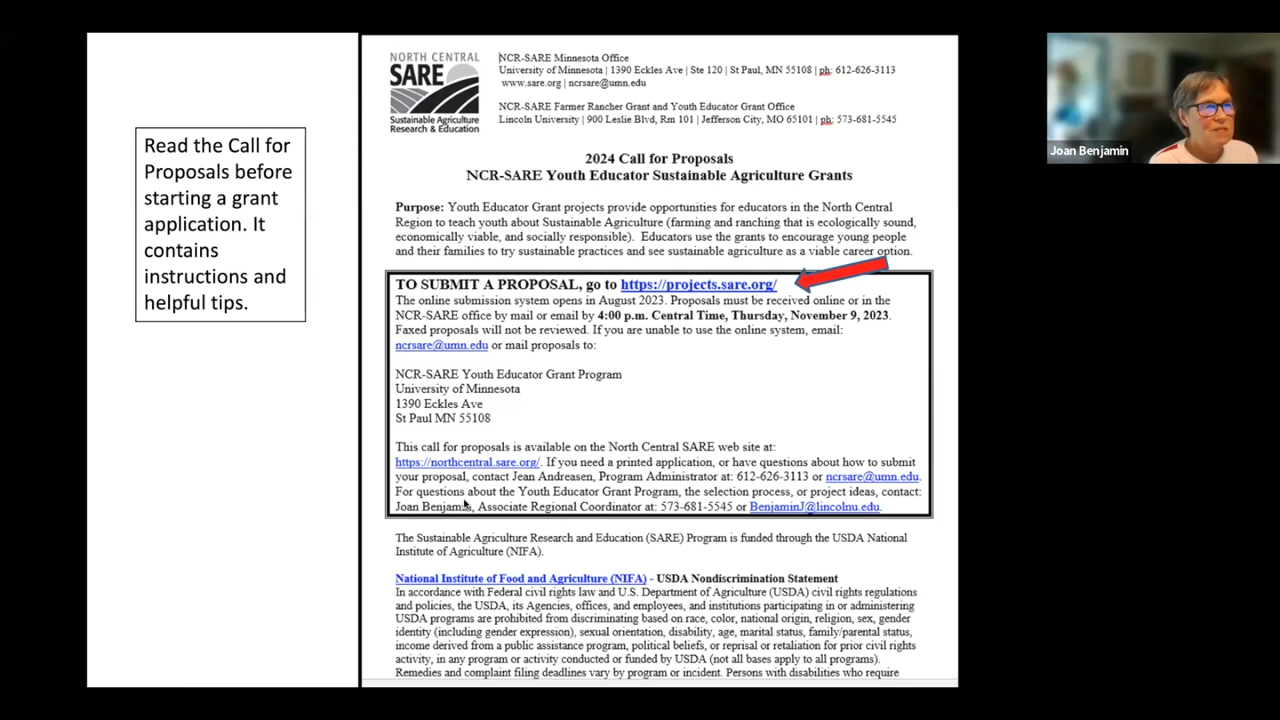 Read the Call for
Proposals before
starting a grant
application. It
contains
instructions and
helpful tips.
NORTH CENTRAL
SARE
Sustainable Agriculture
Research & Education
NCR-SARE Minnesota Office
University of Minnesota | 1390 Eckles Ave | Ste 120 | St Paul, MN 55108 | ph: 612-626-3113
www.sare.org | ncrsare@umn.edu
NCR-SARE Farmer Rancher Grant and Youth Educator Grant Office
Lincoln University | 900 Leslie Blvd, Rm 101 | Jefferson City, MO 65101 | ph: 573-681-5545
2024 Call for Proposals
NCR-SARE Youth Educator Sustainable Agriculture Grants
Purpose: Youth Educator Grant projects provide opportunities for educators in the North Central
Region to teach youth about Sustainable Agriculture (farming and ranching that is ecologically sound,
economically viable, and socially responsible). Educators use the grants to encourage young people
and their families to try sustainable practices and see sustainable agriculture as a viable career option.
TO SUBMIT A PROPOSAL, go to https://projects.sare.org/
The online submission system opens in August 2023. Proposals must be received online or in the
NCR-SARE office by mail or email by 4:00 p.m. Central Time, Thursday, November 9, 2023.
Faxed proposals will not be reviewed. If you are unable to use the online system, email:
ncrsare@umn.edu or mail proposals to:
NCR-SARE Youth Educator Grant Program
University of Minnesota
1390 Eckles Ave
St Paul MN 55108
This call for proposals is available on the North Central SARE web site at:
https://northcentral.sare.org/. If you need a printed application, or have questions about how to submit
your proposal, contact Jean Andreasen, Program Administrator at: 612-626-3113 or ncrsare@umn.edu.
For questions about the Youth Educator Grant Program, the selection process, or project ideas, contact:
Joan Benjamin, Associate Regional Coordinator at: 573-681-5545 or BenjaminJ@lincolnu.edu.
The Sustainable Agriculture Research and Education (SARE) Program is funded through the USDA National
Institute of Agriculture (NIFA).
National Institute of Food and Agriculture (NIFA) - USDA Nondiscrimination Statement
In accordance with Federal civil rights law and U.S. Department of Agriculture (USDA) civil rights regulations
and policies, the USDA, its Agencies, offices, and employees, and institutions participating in or administering
USDA programs are prohibited from discriminating based on race, color, national origin, religion, sex, gender
identity (including gender expression), sexual orientation, disability, age, marital status, family/parental status,
income derived from a public assistance program, political beliefs, or reprisal or retaliation for prior civil rights
activity, in any program or activity conducted or funded by USDA (not all bases apply to all programs).
Remedies and complaint filing deadlines vary by program or incident. Persons with disabilities who require
Joan Benjamin